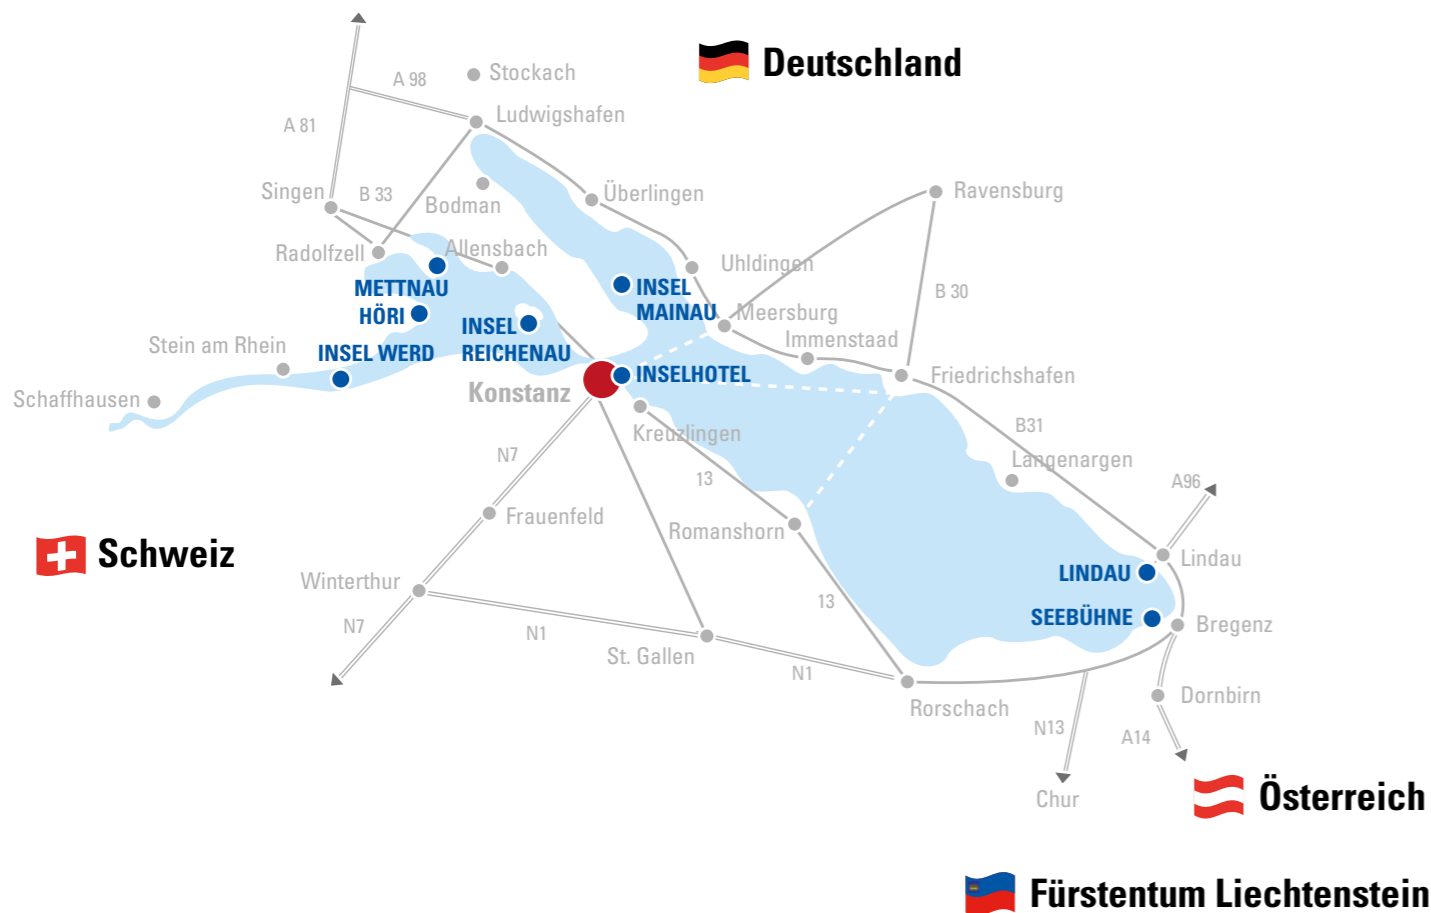 Deutschland
Stockach
A 98
Ludwigshafen
A 81
Singen
B 33
Bodman
Überlingen
Ravensburg
Radolfzell
Allensbach
Uhldingen
METTNAU
HÖRI
INSEL
MAINAU
B 30
Meersburg
INSEL
REICHENAU
Immenstaad
Stein am Rhein
INSEL WERD
INSELHOTEL
Friedrichshafen
Schaffhausen
Konstanz
Kreuzlingen
B31
N7
13
Langenargen
A96
Frauenfeld
Romanshorn
Schweiz
Lindau
Winterthur
LINDAU
13
SEEBÜHNE
N7
N1
Bregenz
St. Gallen
N1
Rorschach
Dornbirn
N13
A14
Chur
Österreich
Fürstentum Liechtenstein